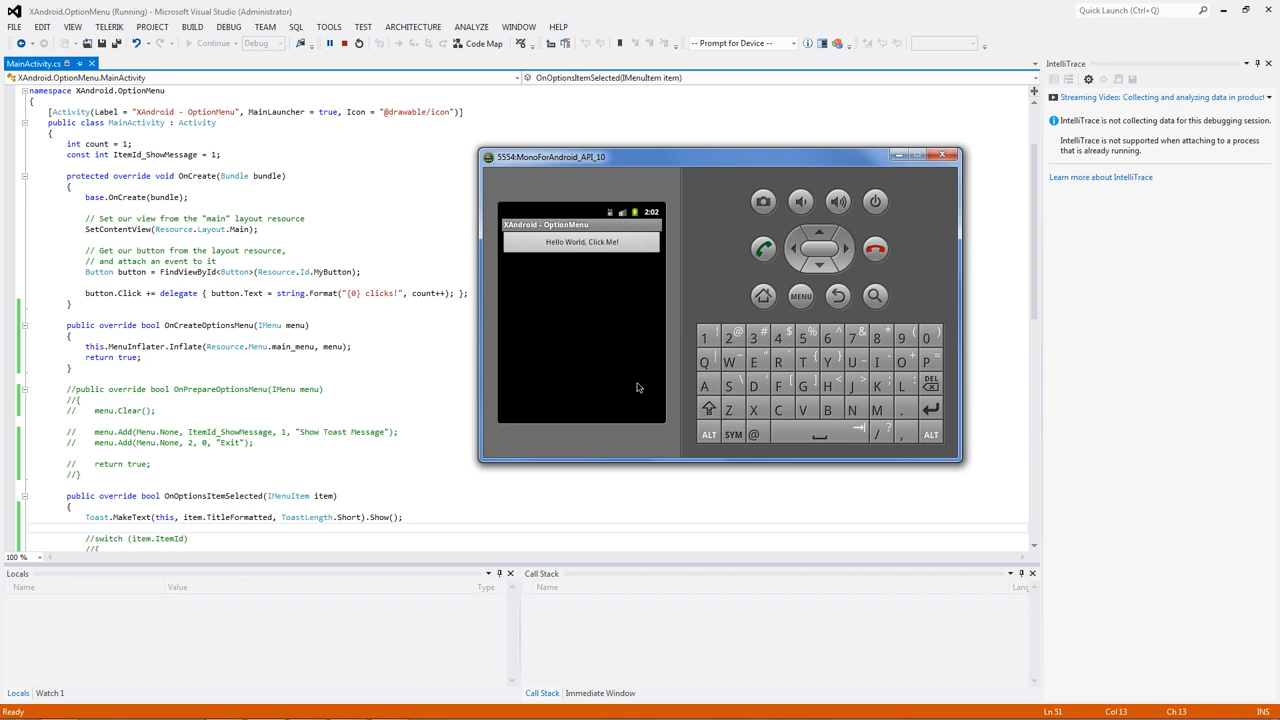 XAndroid.OptionMenu (Running) - Microsoft Visual Studio (Administrator)
Quick Launch (Ctrl+Q)
FILE EDIT VIEW TELERIK PROJECT BUILD DEBUG TEAM SQL TOOLS TEST ARCHITECTURE ANALYZE WINDOW HELP
Continue Debug Code Map -- Prompt for Device --
MainActivity.cs
XAndroid.OptionMenu.MainActivity
OnOptionsItemSelected(IMenuItem item)
namespace XAndroid.OptionMenu
{
[Activity(Label = "XAndroid - OptionMenu", MainLauncher = true, Icon = "@drawable/icon")]
public class MainActivity : Activity
{
int count = 1;
const int ItemId_ShowMessage = 1;
protected override void OnCreate(Bundle bundle)
{
base.OnCreate(bundle);
// Set our view from the "main" layout resource
SetContentView(Resource.Layout.Main);
// Get our button from the layout resource,
// and attach an event to it
Button button = FindViewById<Button>(Resource.Id.MyButton);
button.Click += delegate { button.Text = string.Format("{0} clicks!", count++); };
}
public override bool OnCreateOptionsMenu(IMenu menu)
{
this.MenuInflater.Inflate(Resource.Menu.main_menu, menu);
return true;
}
//public override bool OnPrepareOptionsMenu(IMenu menu)
//{
// menu.Clear();
// menu.Add(Menu.None, ItemId_ShowMessage, 1, "Show Toast Message");
// menu.Add(Menu.None, 2, 0, "Exit");
// return true;
//}
public override bool OnOptionsItemSelected(IMenuItem item)
{
Toast.MakeText(this, item.TitleFormatted, ToastLength.Short).Show();
//switch (item.ItemId)
//{
100 %
5554:MonoForAndroid_API_10
2:02
XAndroid - OptionMenu
Hello World, Click Me!
MENU
1 ! 2 @ 3 # 4 $ 5 % 6 ^ 7 & 8 * 9 ( 0 )
Q W ~ E " R ` T { Y } U _ I - O + P =
A S \ D ' F [ G ] H < J > K ; L : DEL
Z X C V B N M .
ALT SYM @ / ? , ALT
IntelliTrace
Streaming Video: Collecting and analyzing data in product
IntelliTrace is not collecting data for this debugging session.
IntelliTrace is not supported when attaching to a
process that is already running.
Learn more about IntelliTrace
Locals
Name Value Type
Call Stack
Name Lang
Locals Watch 1
Call Stack Immediate Window
Ready
Ln 51 Col 13 Ch 13 INS